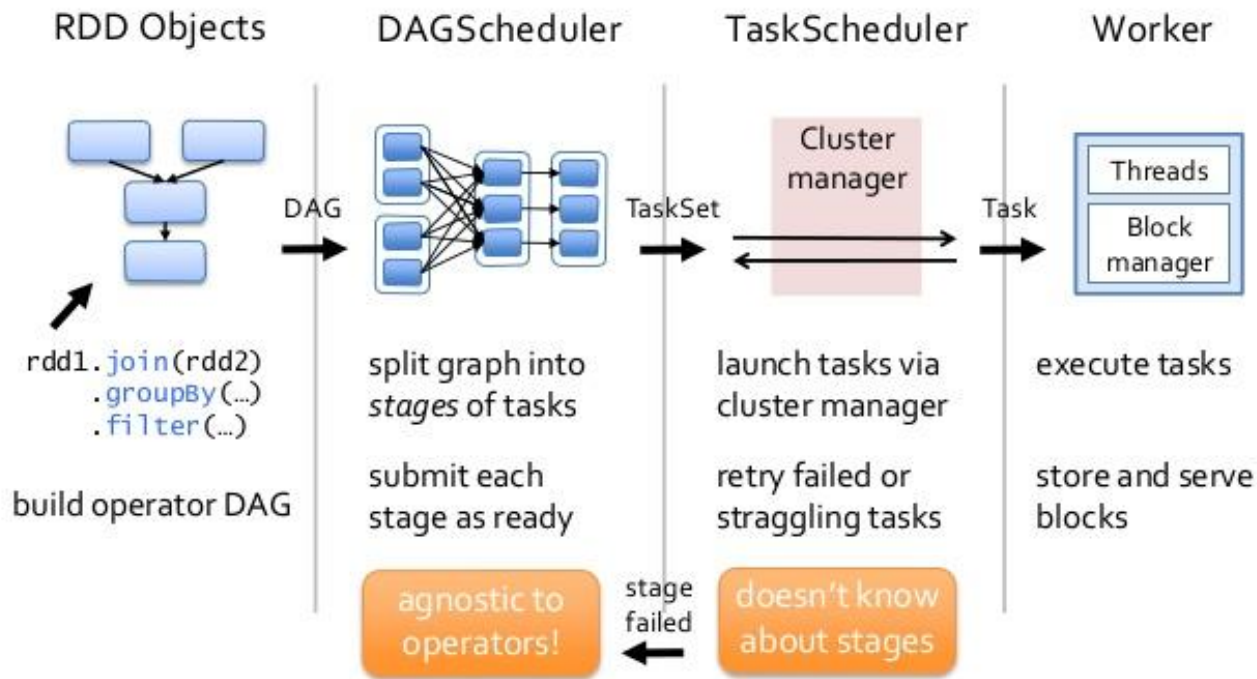 RDD Objects
DAGScheduler
TaskScheduler
Worker
DAG
TaskSet
Cluster
manager
Task
Threads
Block
manager
rdd1.join(rdd2)
.groupBy(…)
.filter(…)
build operator DAG
split graph into
stages of tasks
submit each
stage as ready
agnostic to
operators!
launch tasks via
cluster manager
retry failed or
straggling tasks
stage
failed
doesn't know
about stages
execute tasks
store and serve
blocks